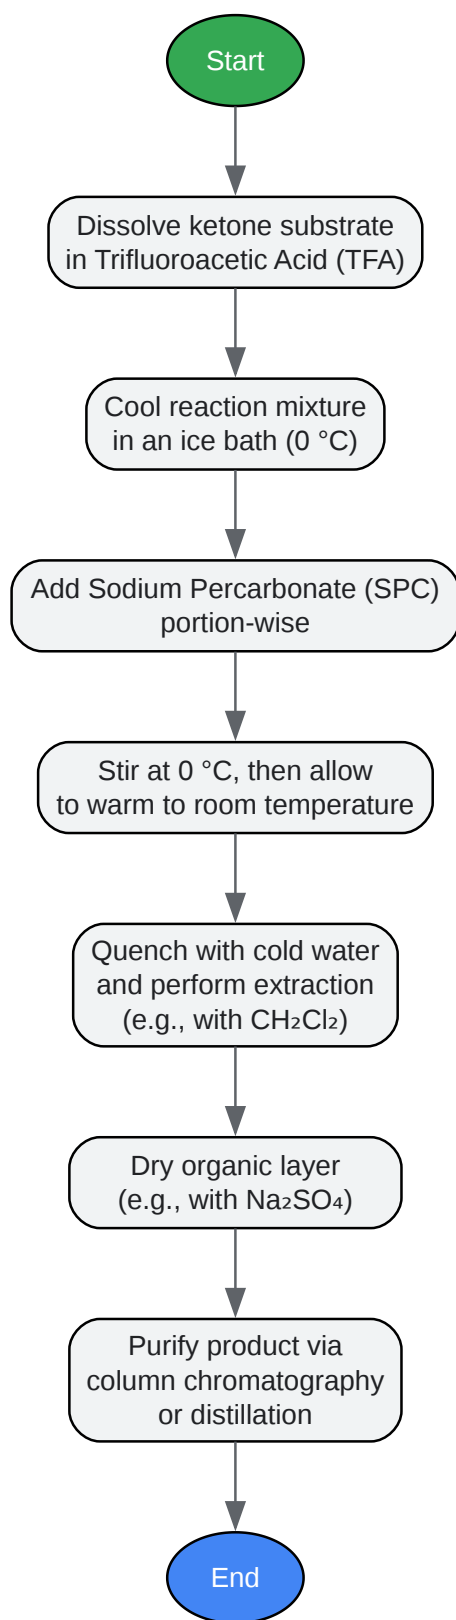 Start
Dissolve ketone substrate
in Trifluoroacetic Acid (TFA)
Cool reaction mixture
in an ice bath (0 °C)
Add Sodium Percarbonate (SPC)
portion-wise
Stir at 0 °C, then allow
to warm to room temperature
Quench with cold water
and perform extraction
(e.g., with CH₂Cl₂)
Dry organic layer
(e.g., with Na₂SO₄)
Purify product via
column chromatography
or distillation
End